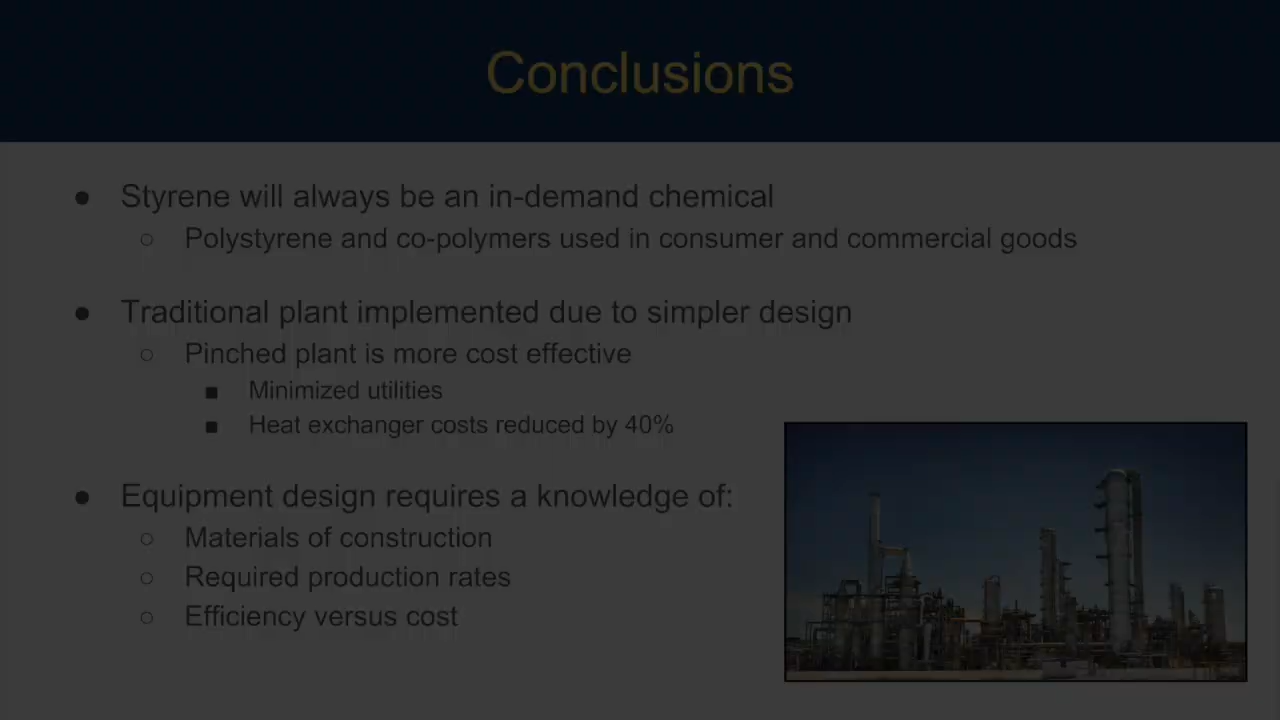 Conclusions
● Styrene will always be an in-demand chemical
○ Polystyrene and co-polymers used in consumer and commercial goods
● Traditional plant implemented due to simpler design
○ Pinched plant is more cost effective
■ Minimized utilities
■ Heat exchanger costs reduced by 40%
● Equipment design requires a knowledge of:
○ Materials of construction
○ Required production rates
○ Efficiency versus cost